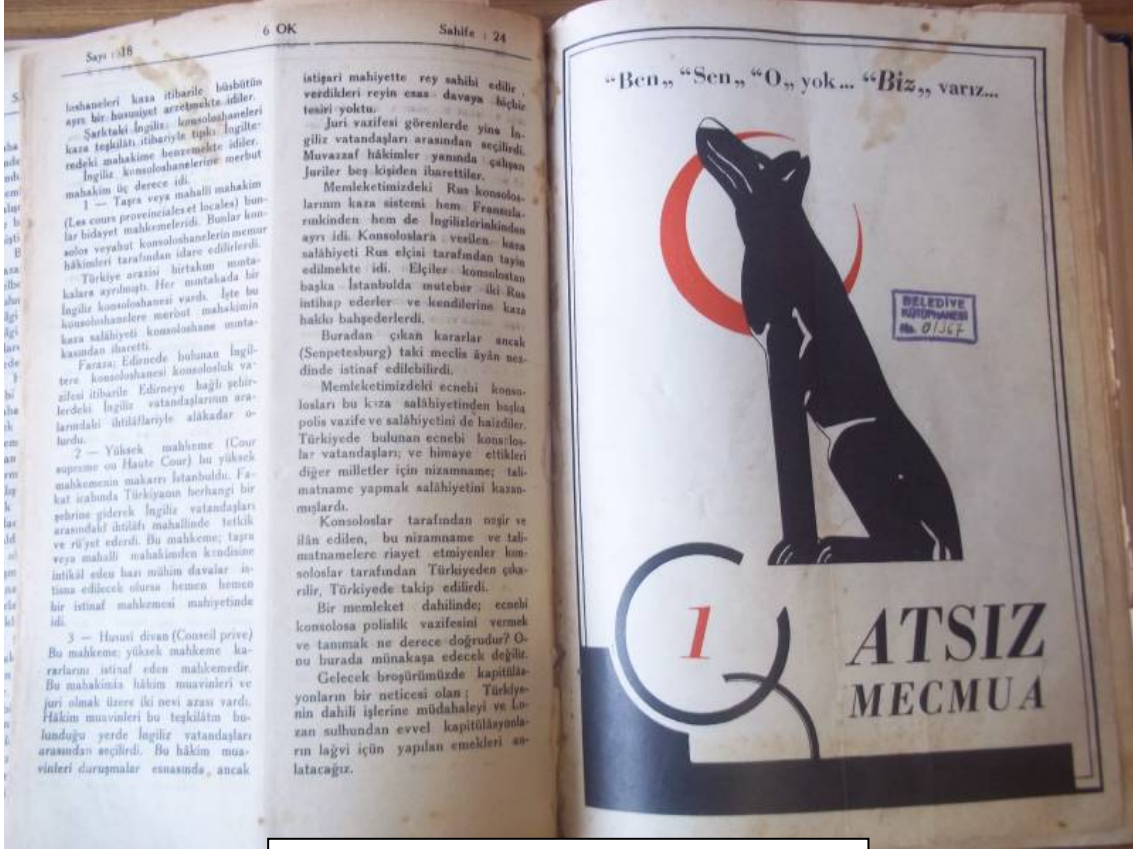 Sayı : 18
6 OK
Sahife : 24
loshaneleri kaza itibarile büsbütün
ayrı bir hususiyet arzetmekte idiler.
Şarktaki İngiliz konsoloshaneleri
kaza teşkilâtı itibariyle tıpkı İngilte-
redeki mahakime benzemekte idiler.
İngiliz konsoloshanelerine merbut
mahakim üç derece idi.
1 — Taşra veya mahalli mahakim
(Les cours proveinciales et locales) bun-
lar bidayet mahkemeleridi. Bunlar kon-
solos veyahut konsoloshanelerin memur
hâkimleri tarafından idare edilirlerdi.
Türkiye arazisi birtakım mınta-
kalara ayrılmıştı. Her mıntakada bir
İngiliz konsoloshanesi vardı. İşte bu
konsoloshanelere merbut mahakimin
kaza salâhiyeti konsoloshane mınta-
kasından ibaretti.
Faraza; Edirnede bulunan İngil-
tere konsoloshanesi konsolosluk va-
zifesi itibarile Edirneye bağlı şehir-
lerdeki İngiliz vatandaşlarının ara-
larındaki ihtilâflariyle alâkadar o-
lurdu.
2 — Yüksek mahkeme (Cour
supreme ou Haute Cour) bu yüksek
mahkemenin makarrı İstanbuldu. Fa-
kat icabında Türkiyanın herhangi bir
şehrine giderek İngiliz vatandaşları
arasındaki ihtilâfı mahallinde tetkik
ve rü'yet ederdi. Bu mahkeme; taşra
veya mahalli mahakimden kendisine
intikâl eden bazı mühim davalar is-
tisna edilecek olursa hemen hemen
bir istinaf mahkemesi mahiyetinde
idi.
3 — Hususi divan (Conseil prive)
Bu mahkeme; yüksek mahkeme ka-
rarlarını istinaf eden mahkemedir.
Bu mahakimin hâkim muavinleri ve
juri olmak üzere iki nevi azası vardı.
Hâkim muavinleri bu teşkilâtın bu-
lunduğu yerde İngiliz vatandaşları
arasından seçilirdi. Bu hâkim mua-
vinleri duruşmalar esnasında, ancak
istişari mahiyette rey sahibi edilir,
verdikleri reyin esas davaya hiçbir
tesiri yoktu.
Juri vazifesi görenlerde yine İn-
giliz vatandaşları arasından seçilirdi.
Muvazzaf hâkimler yanında çalışan
Juriler beş kişiden ibarettiler.
Memleketimizdeki Rus konsolos-
larının kaza sistemi hem Fransızla-
rınkinden hem de İngilizlerinkinden
ayrı idi. Konsoloslara verilen kaza
salâhiyeti Rus elçisi tarafından tayin
edilmekte idi. Elçiler konsolostan
başka İstanbulda muteber iki Rus
intihap ederler ve kendilerine kaza
hakkı bahşederlerdi.
Buradan çıkan kararlar ancak
(Senpetesburg) taki meclis âyân nez-
dinde istinaf edilebilirdi.
Memleketimizdeki ecnebi konso-
losları bu kaza salâhiyetinden başka
polis vazife ve salâhiyetini de haizdiler.
Türkiyede bulunan ecnebi konsolos-
lar vatandaşları; ve himaye ettikleri
diğer milletler için nizamname; tali-
matname yapmak salâhiyetini kazan-
mışlardı.
Konsoloslar tarafından neşir ve
ilân edilen, bu nizamname ve tali-
matnamelere riayet etmiyenler kon-
soloslar tarafından Türkiyeden çıka-
rılır, Türkiyede takip edilirdi.
Bir memleket dahilinde; ecnebi
konsolosa polislik vazifesini vermek
ve tanımak ne derece doğrudur? O-
nu burada münakaşa edecek değiliz.
Gelecek broşürümüzde kapitülâs-
yonların bir neticesi olan ; Türkiye-
nin dahili işlerine müdahaleyi ve Lo-
zan sulhundan evvel kapitülâsyonla-
rın lağvi içün yapılan emekleri an-
latacağız.
“Ben„ “Sen„ “O„ yok... “Biz„ varız...
BELEDİYE
KÜTÜPHANESİ
No. 01367
1
ATSIZ
MECMUA